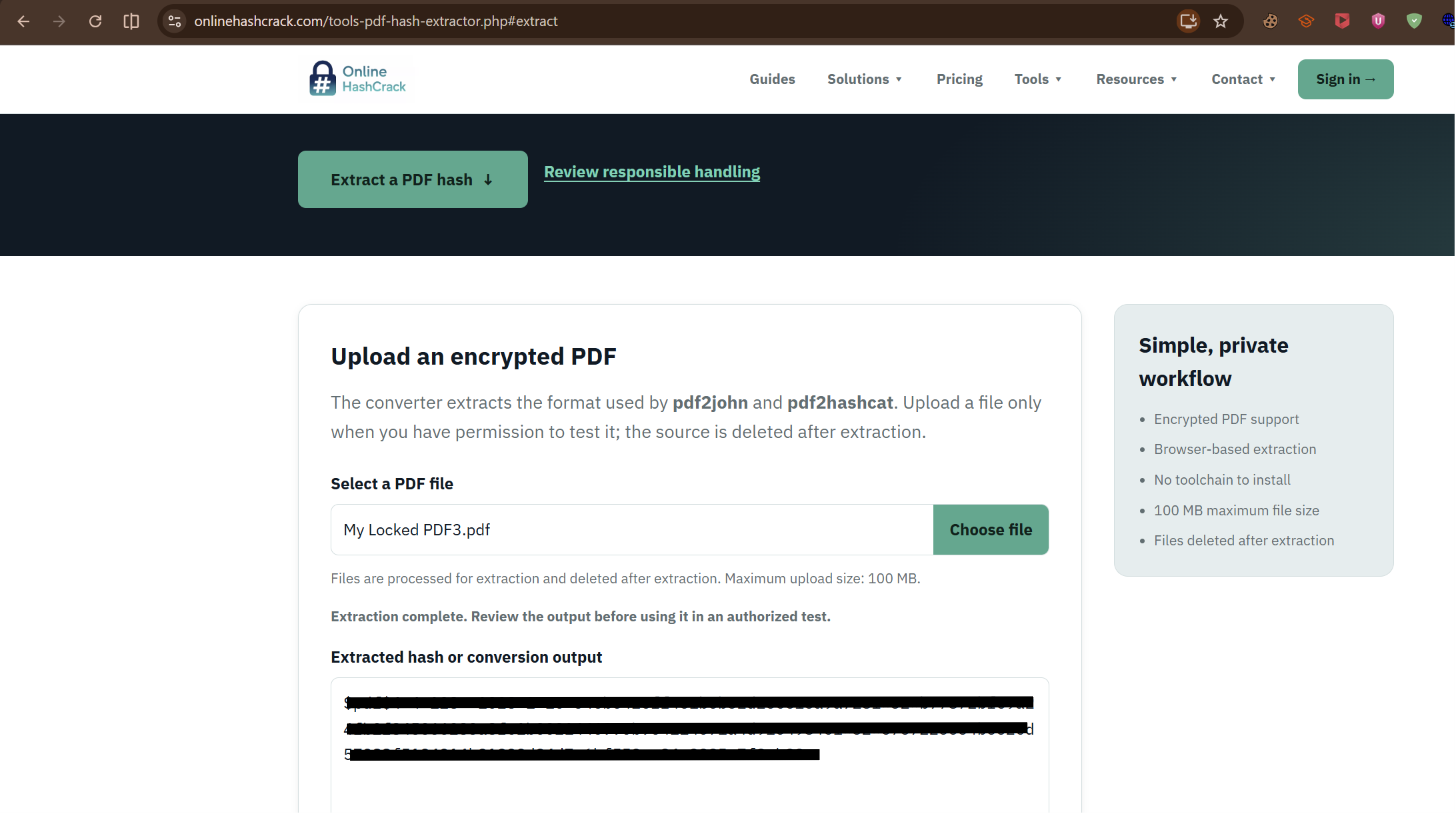 onlinehashcrack.com/tools-pdf-hash-extractor.php#extract
Online
HashCrack
Guides
Solutions
Pricing
Tools
Resources
Contact
Sign in →
Extract a PDF hash ↓
Review responsible handling
Upload an encrypted PDF
The converter extracts the format used by pdf2john and pdf2hashcat. Upload a file only
when you have permission to test it; the source is deleted after extraction.
Select a PDF file
My Locked PDF3.pdf
Choose file
Files are processed for extraction and deleted after extraction. Maximum upload size: 100 MB.
Extraction complete. Review the output before using it in an authorized test.
Extracted hash or conversion output
Simple, private
workflow
• Encrypted PDF support
• Browser-based extraction
• No toolchain to install
• 100 MB maximum file size
• Files deleted after extraction